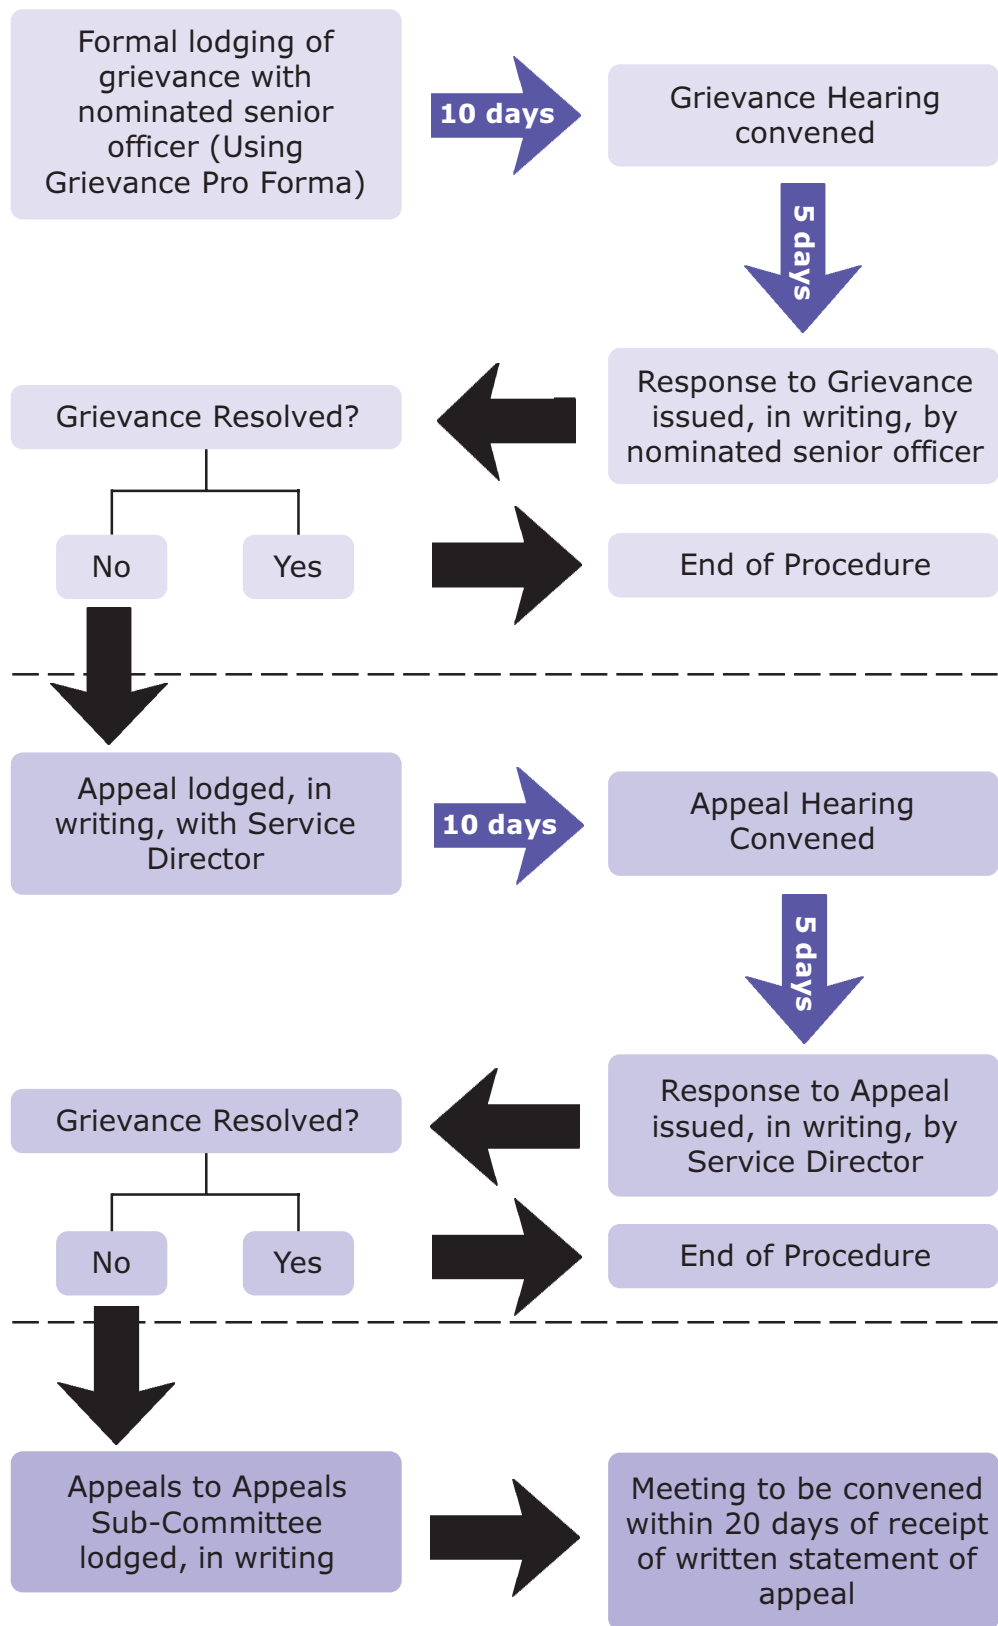 Formal lodging of
grievance with
nominated senior
officer (Using
Grievance Pro Forma)
10 days
Grievance Hearing
convened
5 days
Response to Grievance
issued, in writing, by
nominated senior officer
Grievance Resolved?
No
Yes
End of Procedure
Appeal lodged, in
writing, with Service
Director
10 days
Appeal Hearing
Convened
5 days
Response to Appeal
issued, in writing, by
Service Director
Grievance Resolved?
No
Yes
End of Procedure
Appeals to Appeals
Sub-Committee
lodged, in writing
Meeting to be convened
within 20 days of receipt
of written statement of
appeal